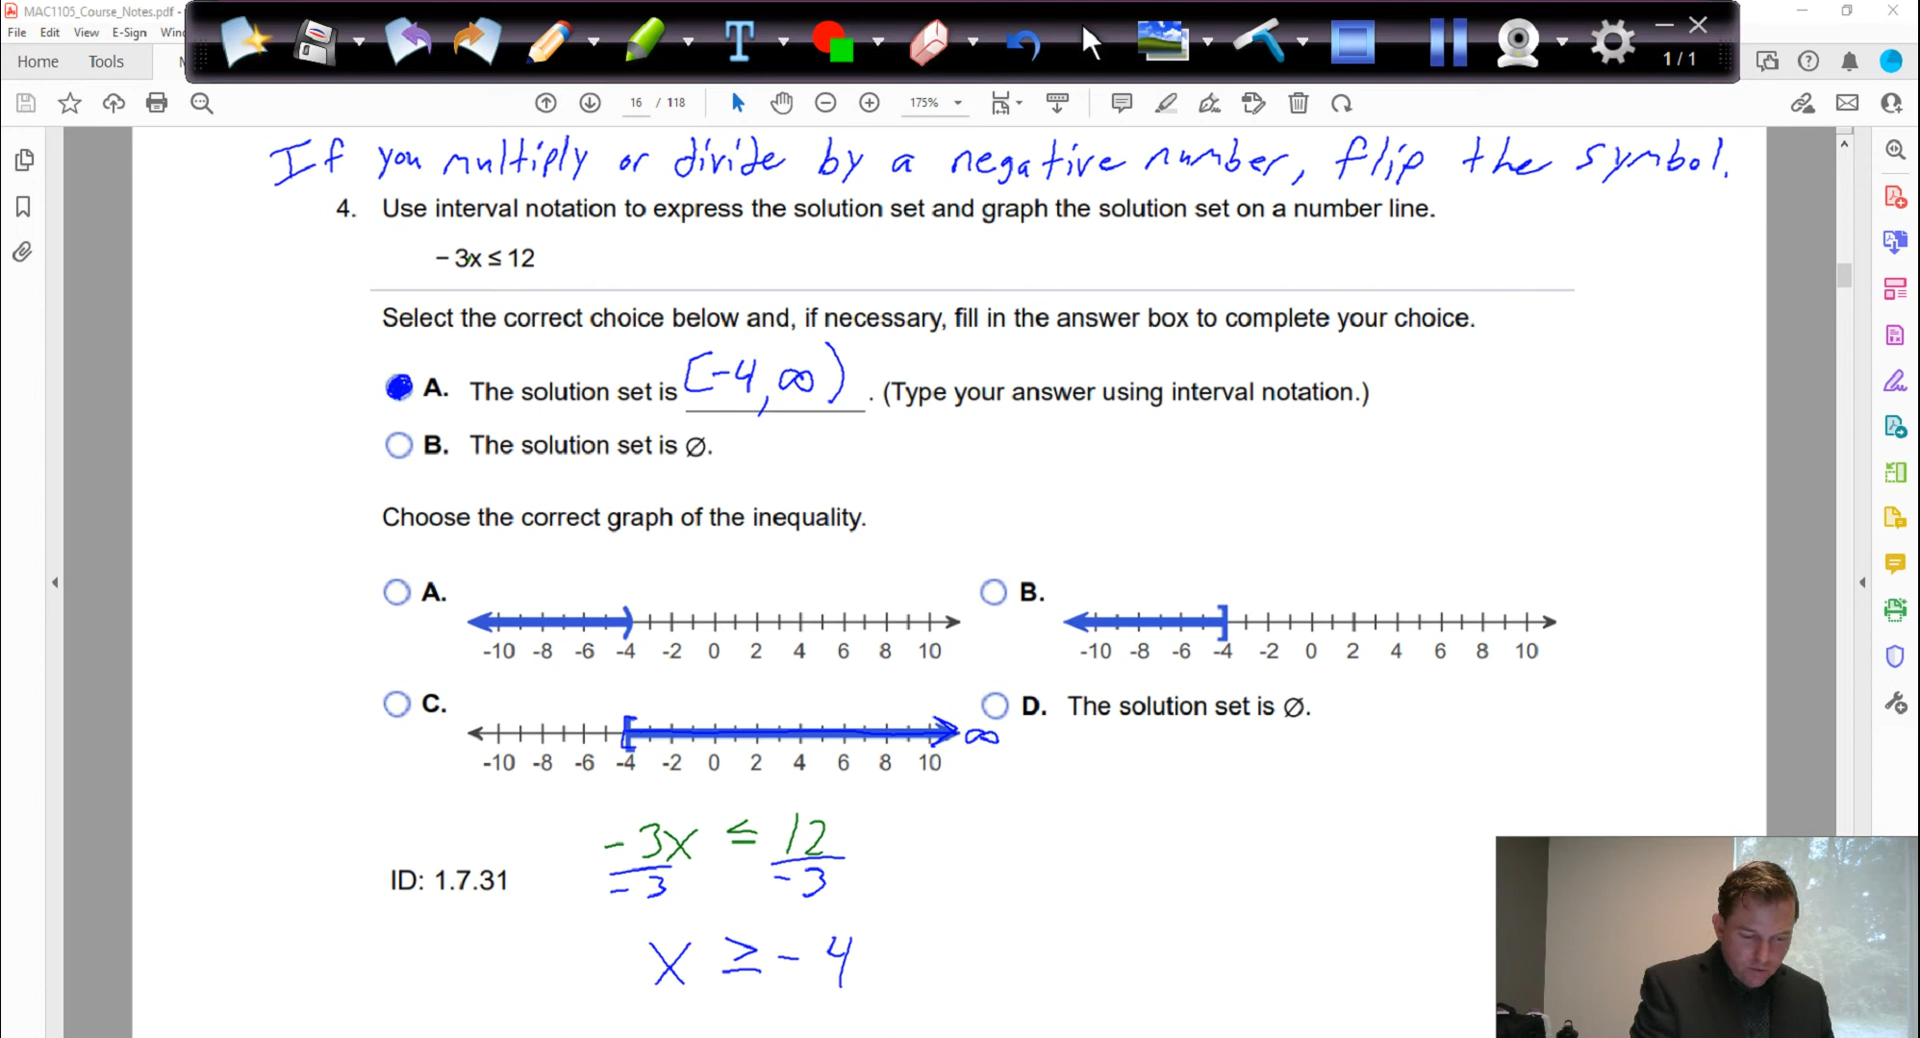 MAC1105_Course_Notes.pdf -
File Edit View E-Sign
Home Tools
1 / 1
16 / 118 175%
If you multiply or divide by a negative number, flip the symbol.
4. Use interval notation to express the solution set and graph the solution set on a number line.
− 3x ≤ 12
Select the correct choice below and, if necessary, fill in the answer box to complete your choice.
A. The solution set is [-4, ∞) . (Type your answer using interval notation.)
B. The solution set is ∅.
Choose the correct graph of the inequality.
A.
-10 -8 -6 -4 -2 0 2 4 6 8 10
B.
-10 -8 -6 -4 -2 0 2 4 6 8 10
C.
∞
-10 -8 -6 -4 -2 0 2 4 6 8 10
D. The solution set is ∅.
-3x ≤ 12
-3 -3
ID: 1.7.31
x ≥ -4